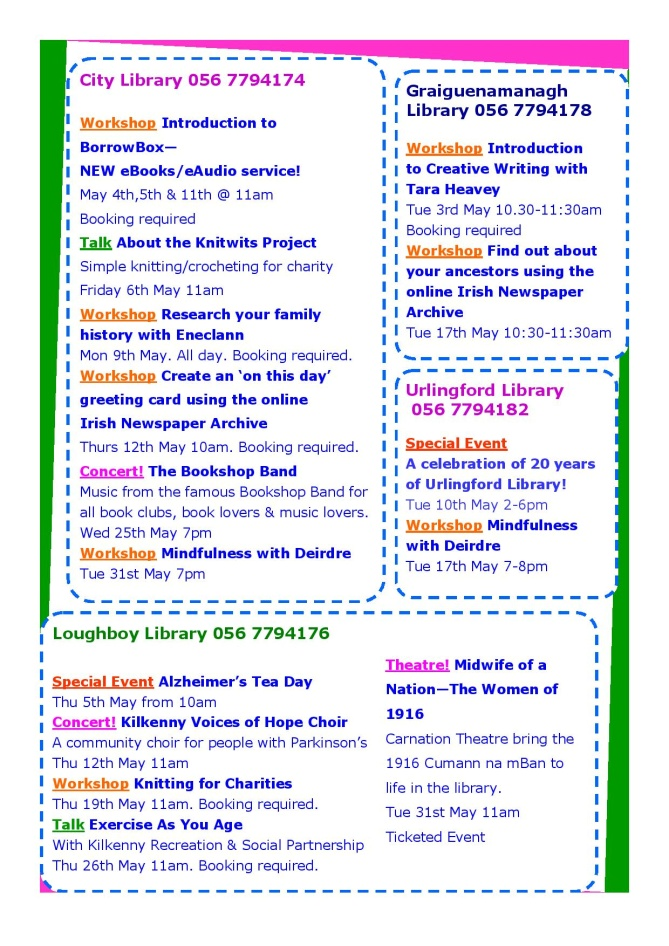 City Library 056 7794174
Workshop Introduction to
BorrowBox—
NEW eBooks/eAudio service!
May 4th,5th & 11th @ 11am
Booking required
Talk About the Knitwits Project
Simple knitting/crocheting for charity
Friday 6th May 11am
Workshop Research your family
history with Eneclann
Mon 9th May. All day. Booking required.
Workshop Create an ‘on this day’
greeting card using the online
Irish Newspaper Archive
Thurs 12th May 10am. Booking required.
Concert! The Bookshop Band
Music from the famous Bookshop Band for
all book clubs, book lovers & music lovers.
Wed 25th May 7pm
Workshop Mindfulness with Deirdre
Tue 31st May 7pm
Graiguenamanagh
Library 056 7794178
Workshop Introduction
to Creative Writing with
Tara Heavey
Tue 3rd May 10.30-11:30am
Booking required
Workshop Find out about
your ancestors using the
online Irish Newspaper
Archive
Tue 17th May 10:30-11:30am
Urlingford Library
056 7794182
Special Event
A celebration of 20 years
of Urlingford Library!
Tue 10th May 2-6pm
Workshop Mindfulness
with Deirdre
Tue 17th May 7-8pm
Loughboy Library 056 7794176
Special Event Alzheimer’s Tea Day
Thu 5th May from 10am
Concert! Kilkenny Voices of Hope Choir
A community choir for people with Parkinson’s
Thu 12th May 11am
Workshop Knitting for Charities
Thu 19th May 11am. Booking required.
Talk Exercise As You Age
With Kilkenny Recreation & Social Partnership
Thu 26th May 11am. Booking required.
Theatre! Midwife of a
Nation—The Women of
1916
Carnation Theatre bring the
1916 Cumann na mBan to
life in the library.
Tue 31st May 11am
Ticketed Event